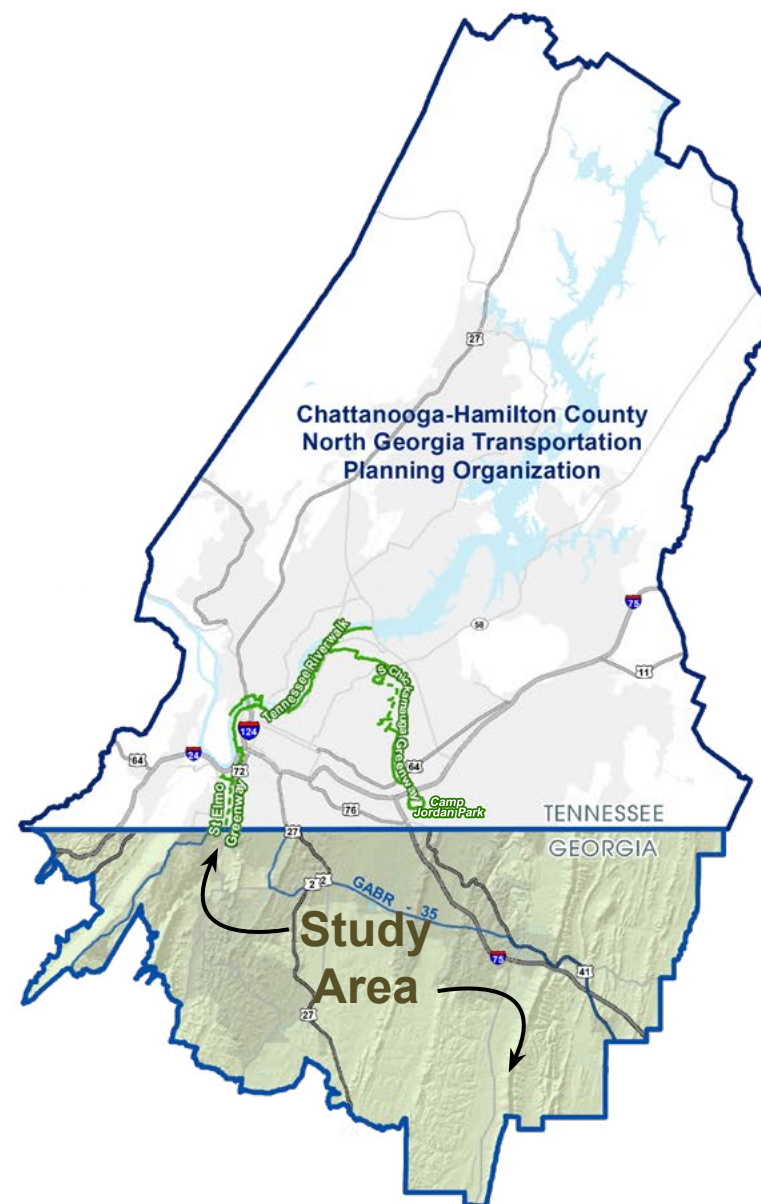 27
Chattanooga-Hamilton County
North Georgia Transportation
Planning Organization
75
58
11
Tennessee Riverwalk
S Chickamauga Greenway
124
24
64
72
64
St Elmo
Greenway
76
Camp
Jordan Park
TENNESSEE
GEORGIA
27
2
2
GABR - 35
Study
Area
75
41
27